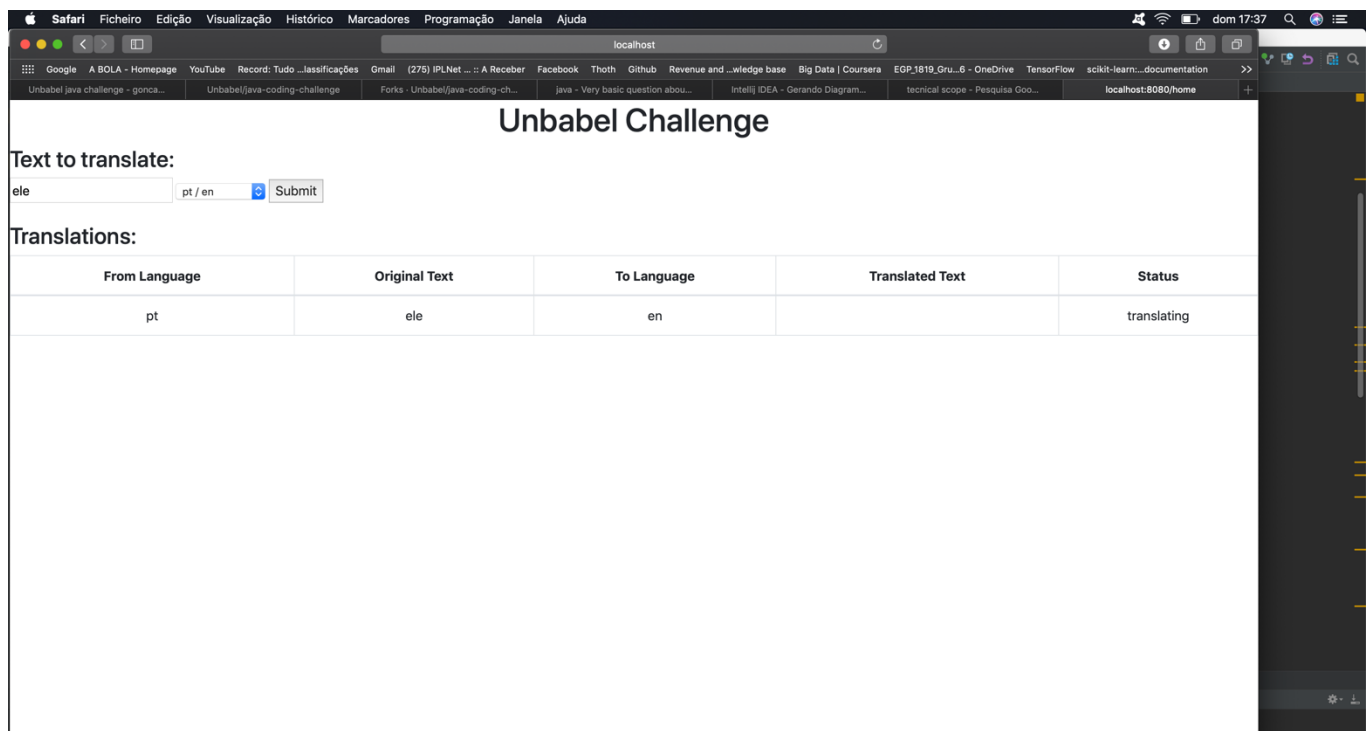 Safari Ficheiro Edição Visualização Histórico Marcadores Programação Janela Ajuda dom 17:37
localhost
Google A BOLA - Homepage YouTube Record: Tudo ...lassificações Gmail (275) IPLNet ... :: A Receber Facebook Thoth Github Revenue and ...wledge base Big Data | Coursera EGP_1819_Gru...6 - OneDrive TensorFlow scikit-learn:...documentation >>
Unbabel java challenge - gonca... Unbabel/java-coding-challenge Forks · Unbabel/java-coding-ch... java - Very basic question abou... Intellij IDEA - Gerando Diagram... tecnical scope - Pesquisa Goo... localhost:8080/home +
Unbabel Challenge
Text to translate:
ele pt / en Submit
Translations:
From Language Original Text To Language Translated Text Status
pt ele en translating